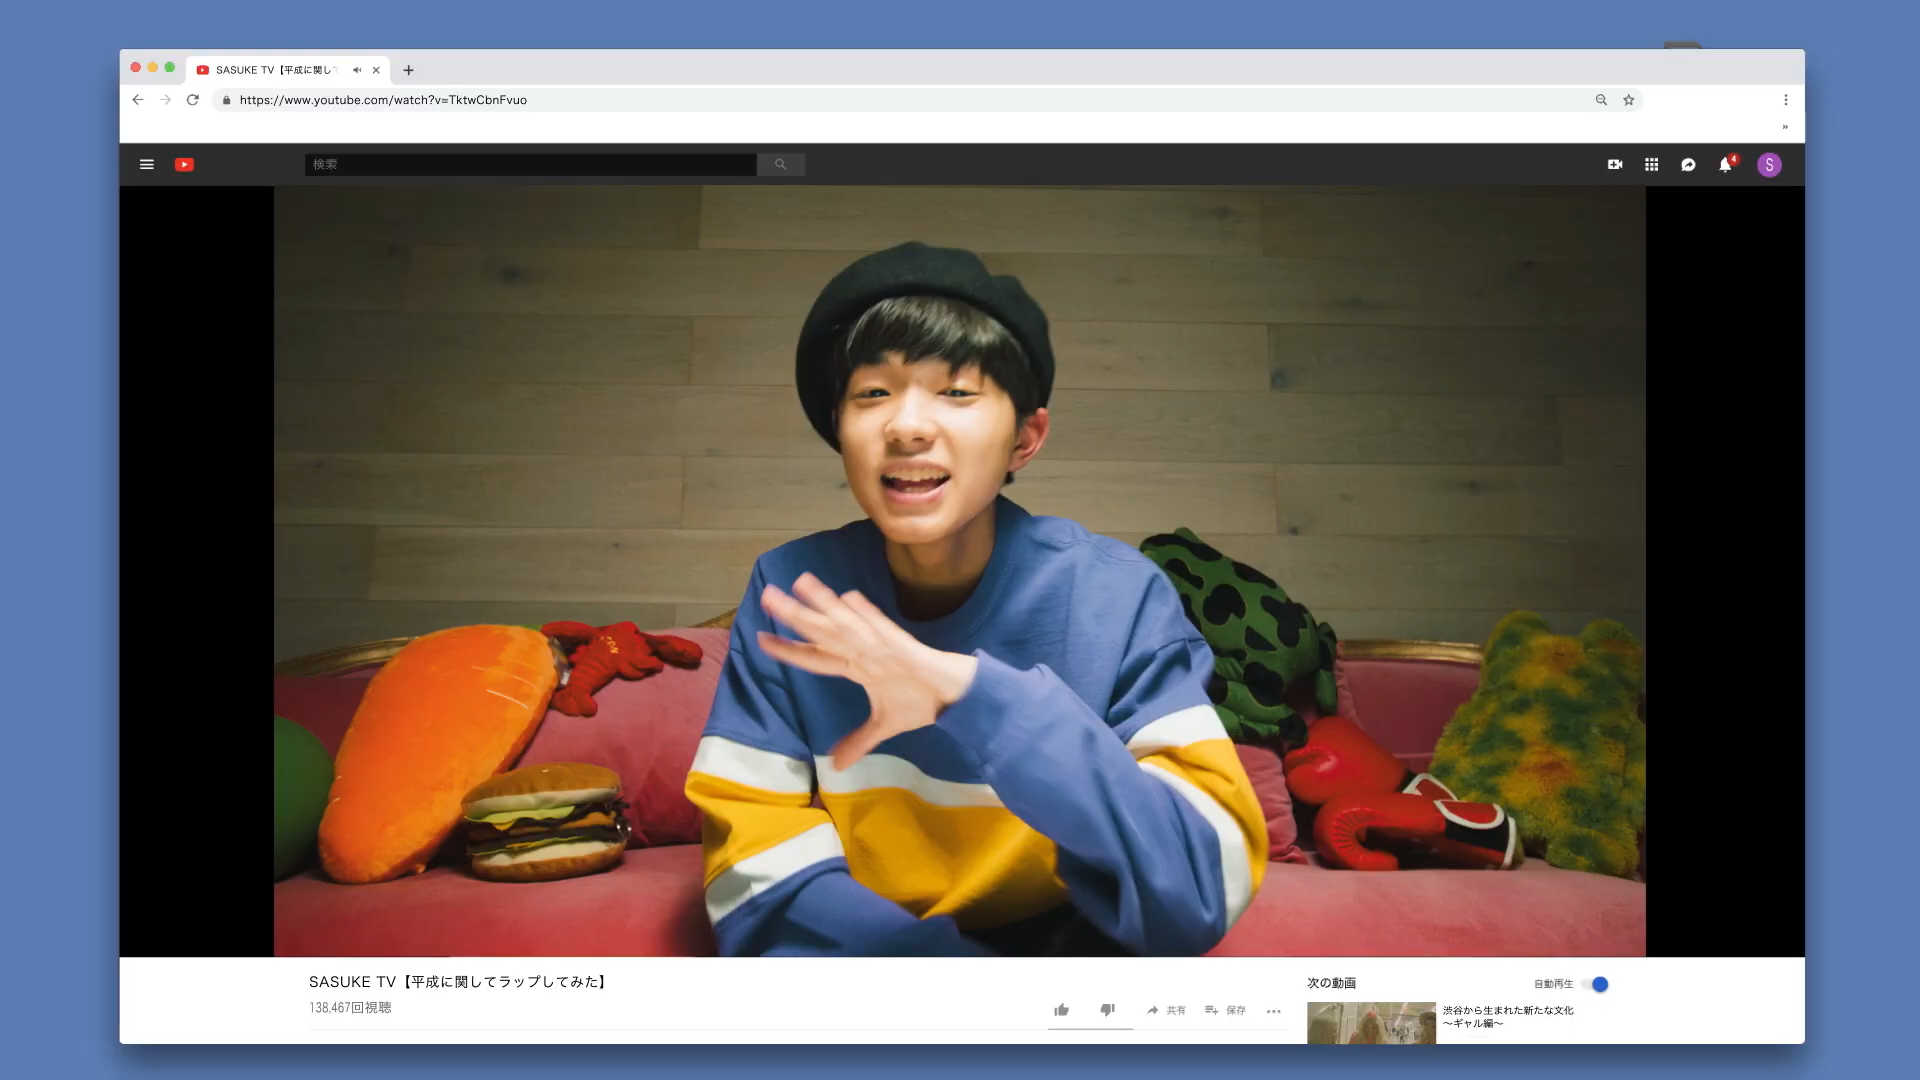 SASUKE TV【平成に関して
https://www.youtube.com/watch?v=TktwCbnFvuo
検索
4
S
SASUKE TV【平成に関してラップしてみた】
138,467回視聴
共有
保存
次の動画
自動再生
渋谷から生まれた新たな文化
〜ギャル編〜